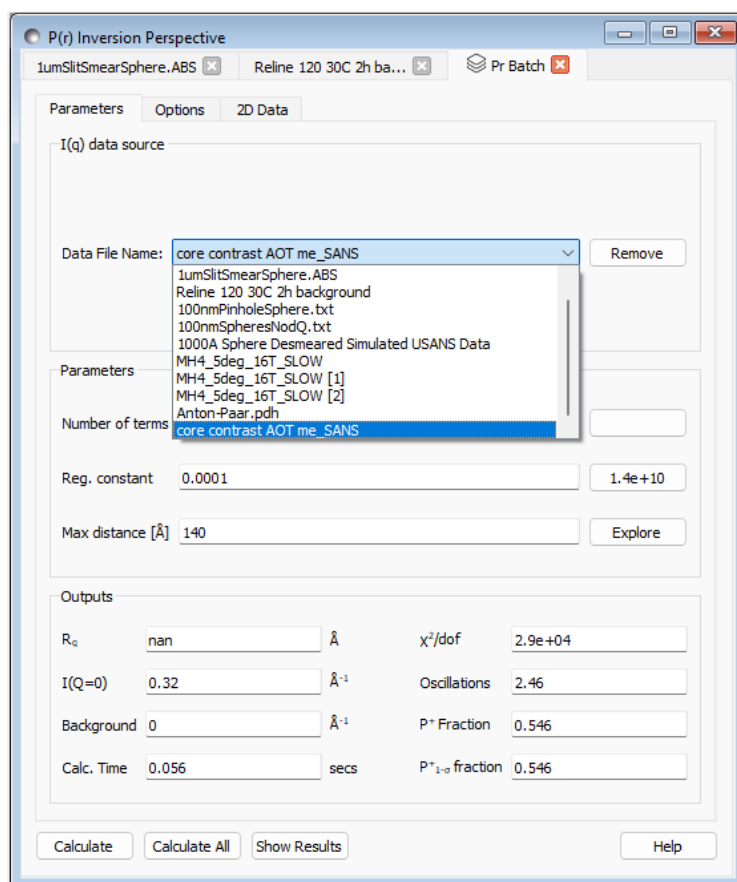 P(r) Inversion Perspective
1umSlitSmearSphere.ABS
Reline 120 30C 2h ba...
Pr Batch
Parameters
Options
2D Data
I(q) data source
Data File Name:
core contrast AOT me_SANS
Remove
1umSlitSmearSphere.ABS
Reline 120 30C 2h background
100nmPinholeSphere.txt
100nmSpheresNodQ.txt
1000A Sphere Desmeared Simulated USANS Data
MH4_5deg_16T_SLOW
MH4_5deg_16T_SLOW [1]
MH4_5deg_16T_SLOW [2]
Anton-Paar.pdh
core contrast AOT me_SANS
Parameters
Number of terms
Reg. constant
0.0001
1.4e+10
Max distance [Å]
140
Explore
Outputs
R₉ nan Å
χ²/dof 2.9e+04
I(Q=0) 0.32 Å⁻¹
Oscillations 2.46
Background 0 Å⁻¹
P⁺ Fraction 0.546
Calc. Time 0.056 secs
P⁺₁₋σ fraction 0.546
Calculate
Calculate All
Show Results
Help